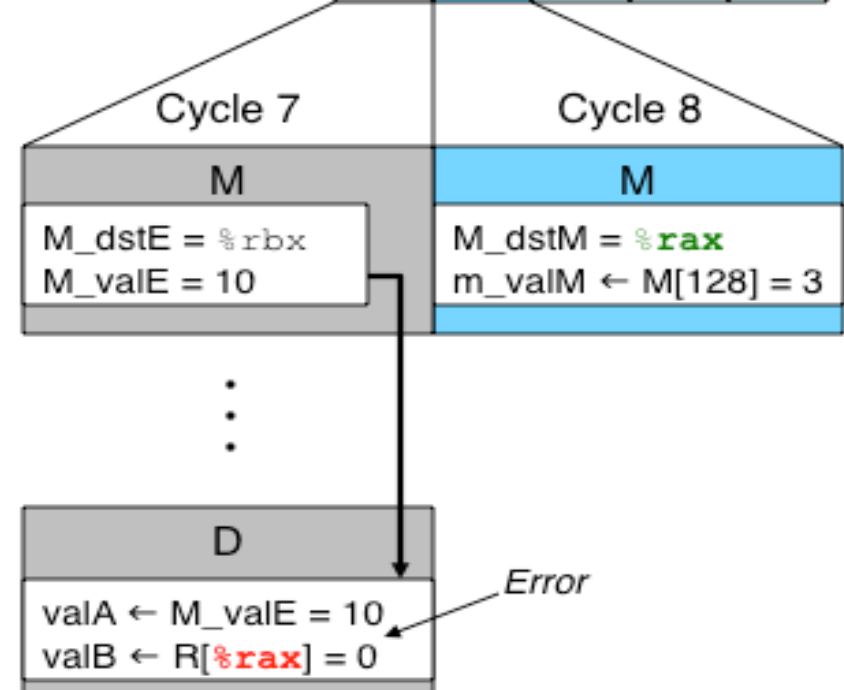 Cycle 7
Cycle 8
M
M
M_dstE = %rbx
M_valE = 10
M_dstM = %rax
m_valM ← M[128] = 3
D
Error
valA ← M_valE = 10
valB ← R[%rax] = 0